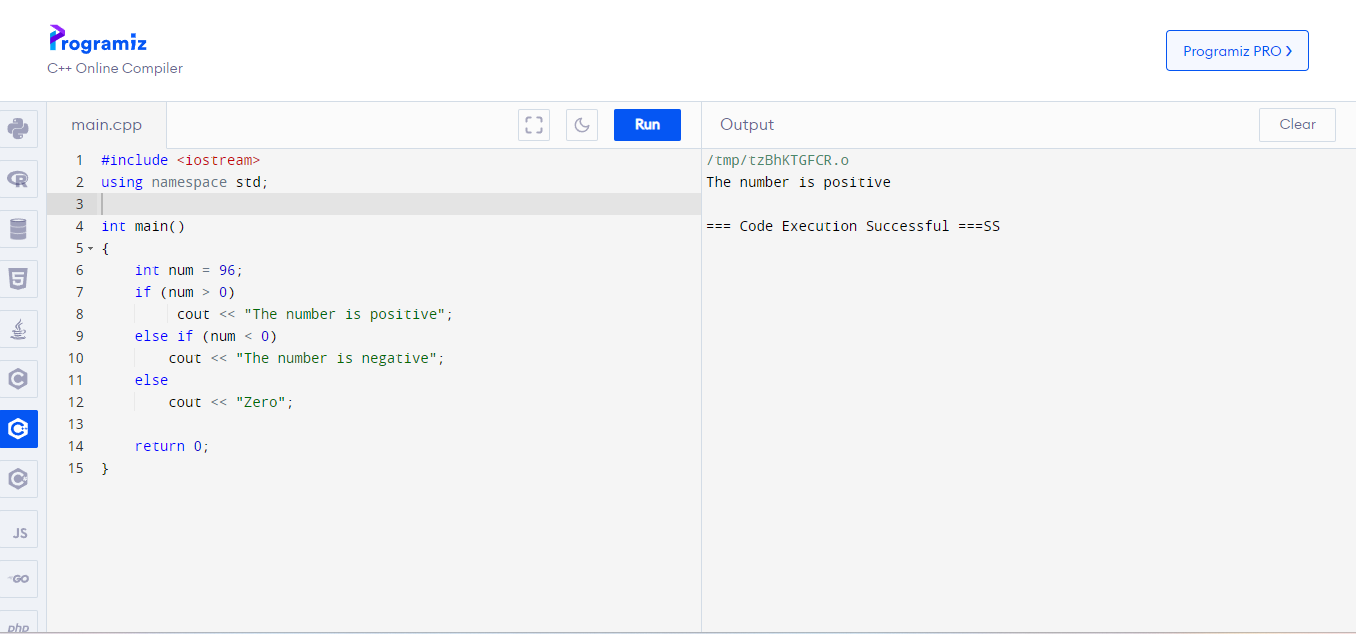 Programiz
C++ Online Compiler
Programiz PRO
main.cpp
Run
Output
Clear
1 #include <iostream>
2 using namespace std;
3
4 int main()
5 {
6     int num = 96;
7     if (num > 0)
8          cout << "The number is positive";
9     else if (num < 0)
10         cout << "The number is negative";
11     else
12         cout << "Zero";
13
14     return 0;
15 }
/tmp/tzBhKTGFCR.o
The number is positive
=== Code Execution Successful ===SS
R
5
C
C
C
JS
GO
php